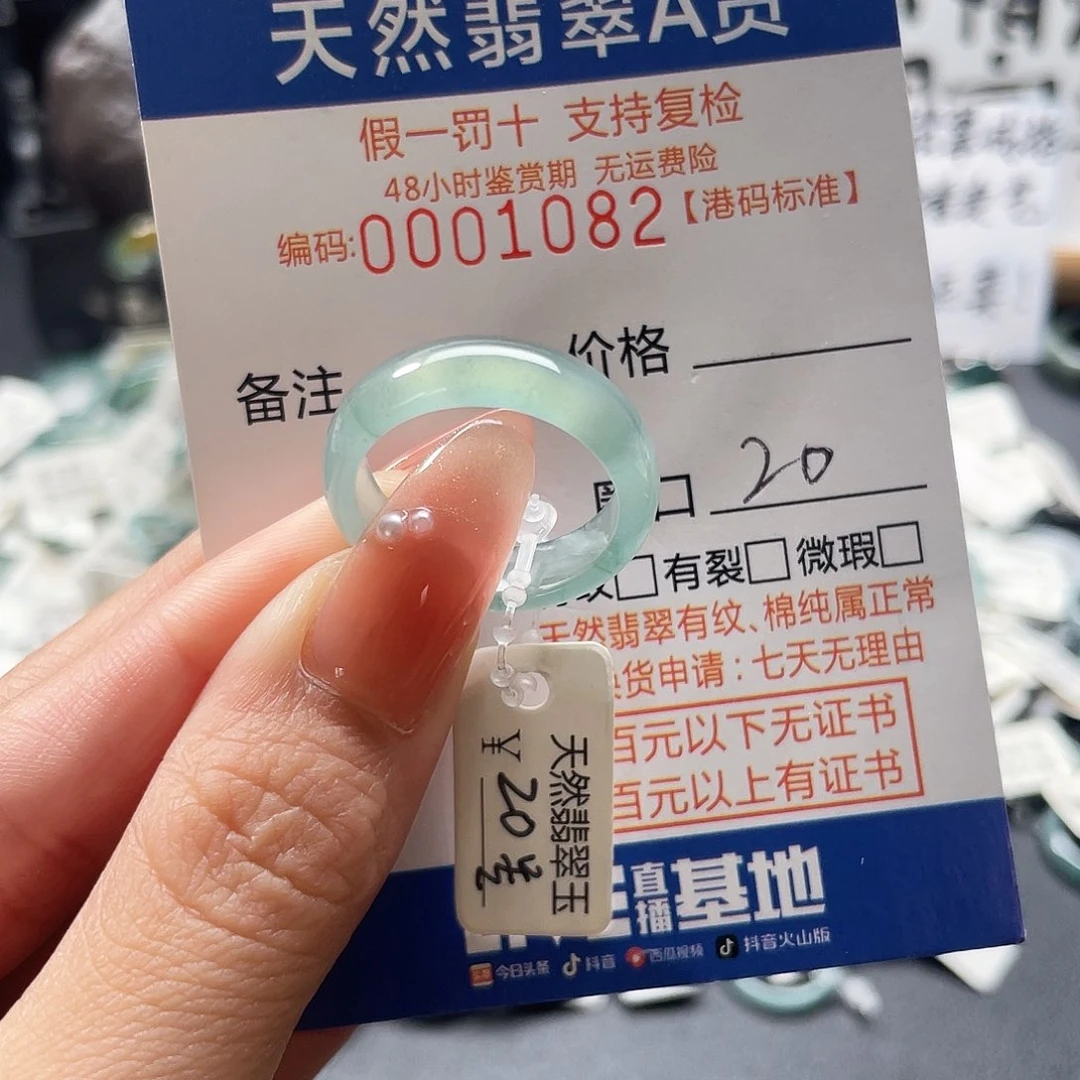 天然翡翠A货
假一罚十 支持复检
48小时鉴赏期 无运费险
编码:0001082【港码标准】
备注
价格
圈口 20
有裂□ 微瑕□
天然翡翠有纹、棉纯属正常
货申请：七天无理由
百元以下无证书
百元以上有证书
直播基地
今日头条 抖音 西瓜视频 抖音火山版
天然翡翠玉
¥ 20